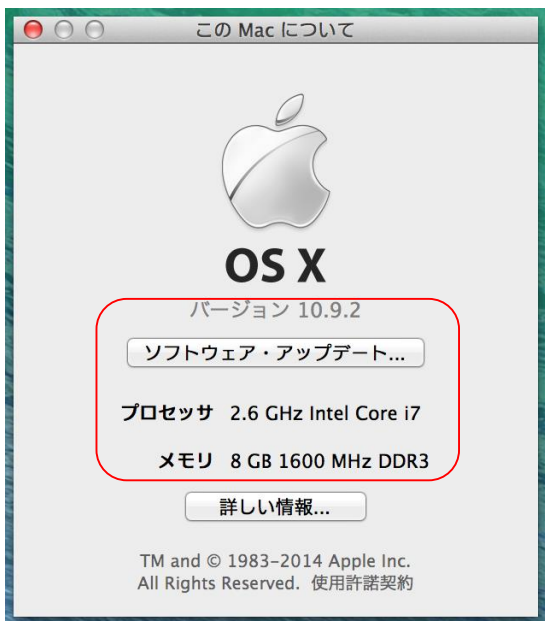 この Mac について
OS X
バージョン 10.9.2
ソフトウェア・アップデート...
プロセッサ 2.6 GHz Intel Core i7
メモリ 8 GB 1600 MHz DDR3
詳しい情報...
TM and © 1983-2014 Apple Inc.
All Rights Reserved. 使用許諾契約